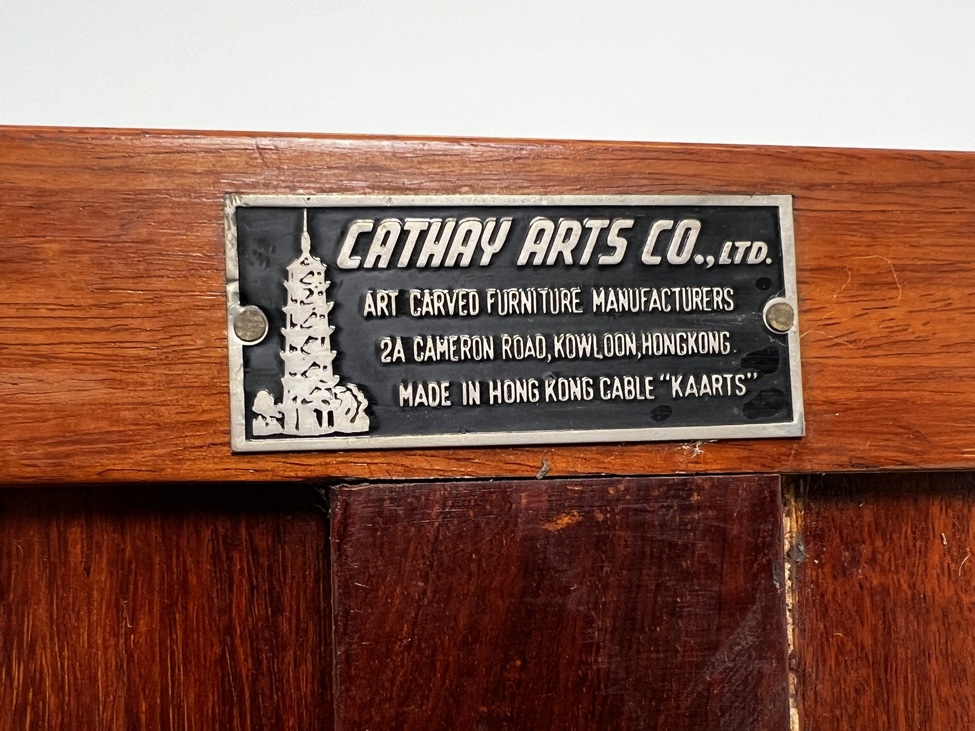 CATHAY ARTS CO., LTD.
ART CARVED FURNITURE MANUFACTURERS
2A CAMERON ROAD, KOWLOON, HONGKONG
MADE IN HONG KONG CABLE "KAARTS"